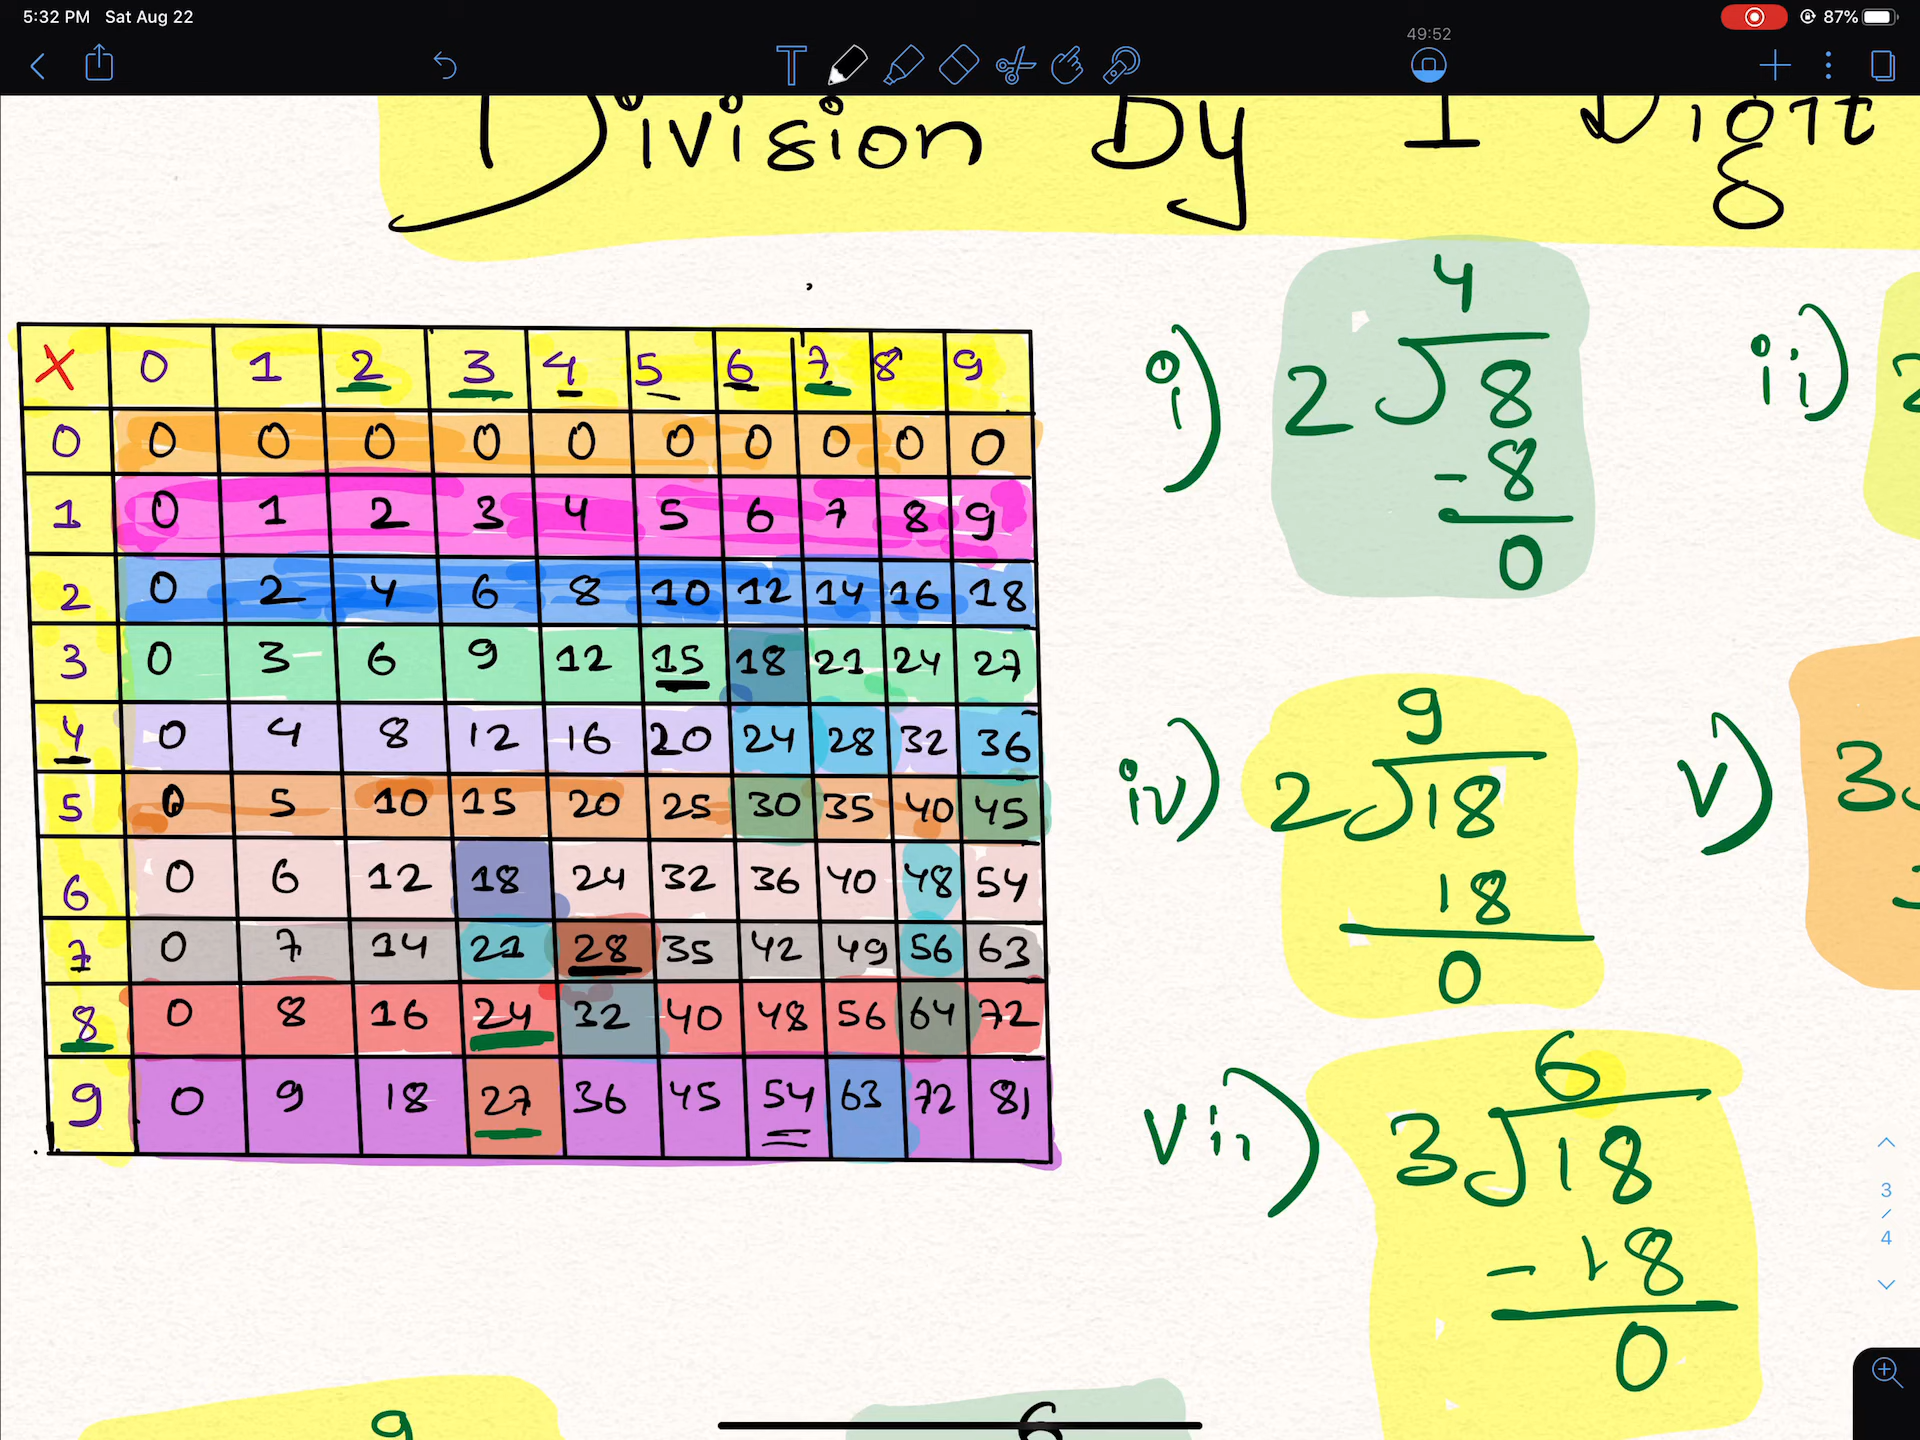 5:32 PM Sat Aug 22
87%
49:52
T
Division By 1 Digit
8
X 0 1 2 3 4 5 6 7 8 9
0 0 0 0 0 0 0 0 0 0 0
1 0 1 2 3 4 5 6 7 8 9
2 0 2 4 6 8 10 12 14 16 18
3 0 3 6 9 12 15 18 21 24 27
4 0 4 8 12 16 20 24 28 32 36
5 0 5 10 15 20 25 30 35 40 45
6 0 6 12 18 24 32 36 40 48 54
7 0 7 14 21 28 35 42 49 56 63
8 0 8 16 24 32 40 48 56 64 72
9 0 9 18 27 36 45 54 63 72 81
i)
4
2 8
-8
0
ii)
2
iv)
9
2 18
18
0
v)
3
vii)
6
3 18
-18
0
3
/
4
9
6